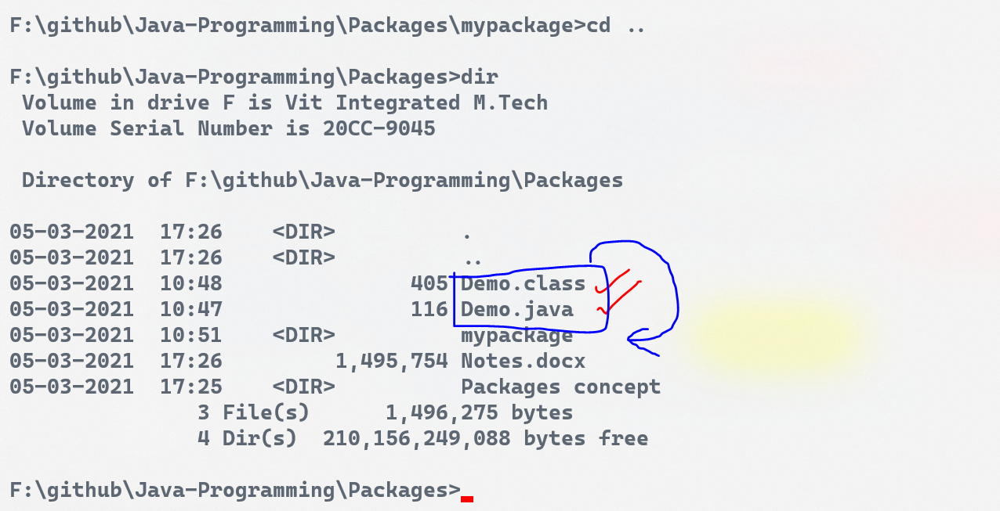 F:\github\Java-Programming\Packages\mypackage>cd ..
F:\github\Java-Programming\Packages>dir
Volume in drive F is Vit Integrated M.Tech
Volume Serial Number is 20CC-9045
Directory of F:\github\Java-Programming\Packages
05-03-2021  17:26    <DIR>          .
05-03-2021  17:26    <DIR>          ..
05-03-2021  10:48               405 Demo.class
05-03-2021  10:47               116 Demo.java
05-03-2021  10:51    <DIR>          mypackage
05-03-2021  17:26         1,495,754 Notes.docx
05-03-2021  17:25    <DIR>          Packages concept
3 File(s)      1,496,275 bytes
4 Dir(s)  210,156,249,088 bytes free
F:\github\Java-Programming\Packages>